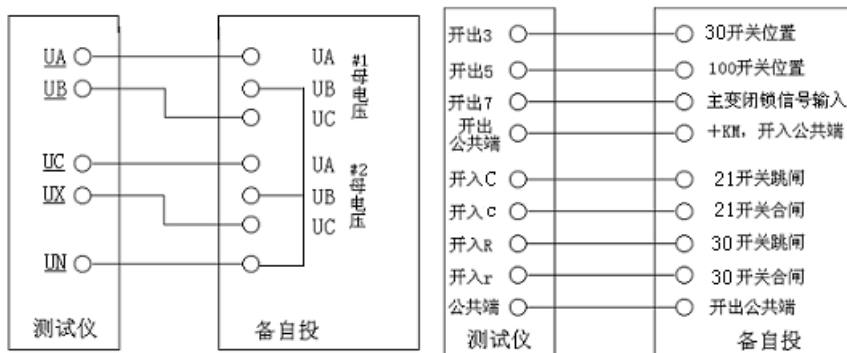 UA
UA
#1母电压
UB
UB
UC
UC
UA
#2母电压
UX
UB
UC
UN
测试仪
备自投
开出3
30开关位置
开出5
100开关位置
开出7
主变闭锁信号输入
开出
公共端
+KM，开入公共端
开入C
21开关跳闸
开入c
21开关合闸
开入R
30开关跳闸
开入r
30开关合闸
公共端
开出公共端
测试仪
备自投